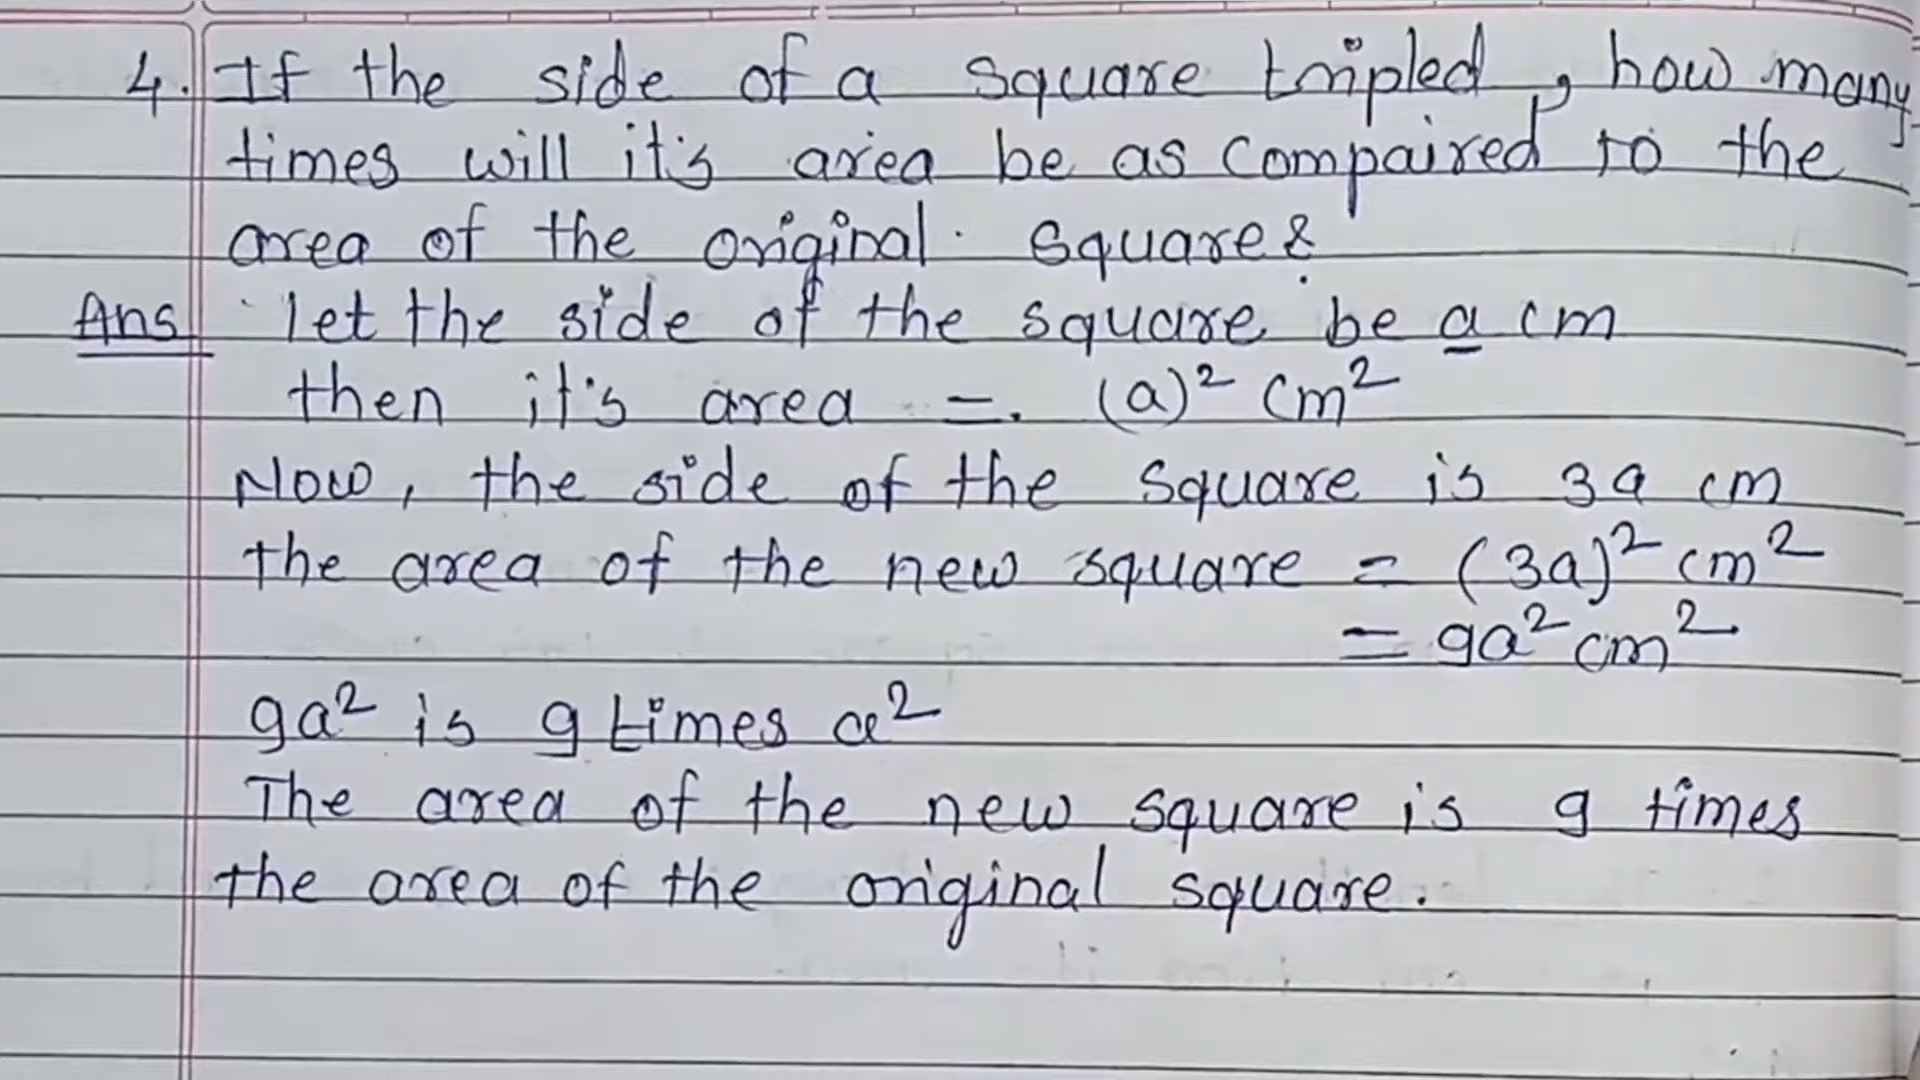 4. If the side of a square tripled, how many
times will it's area be as compaired to the
area of the original square?
Ans let the side of the square be a cm
then it's area = (a)² cm²
Now, the side of the square is 3a cm
the area of the new square = (3a)² cm²
= 9a² cm²
9a² is 9 times a²
The area of the new square is 9 times
the area of the original square.